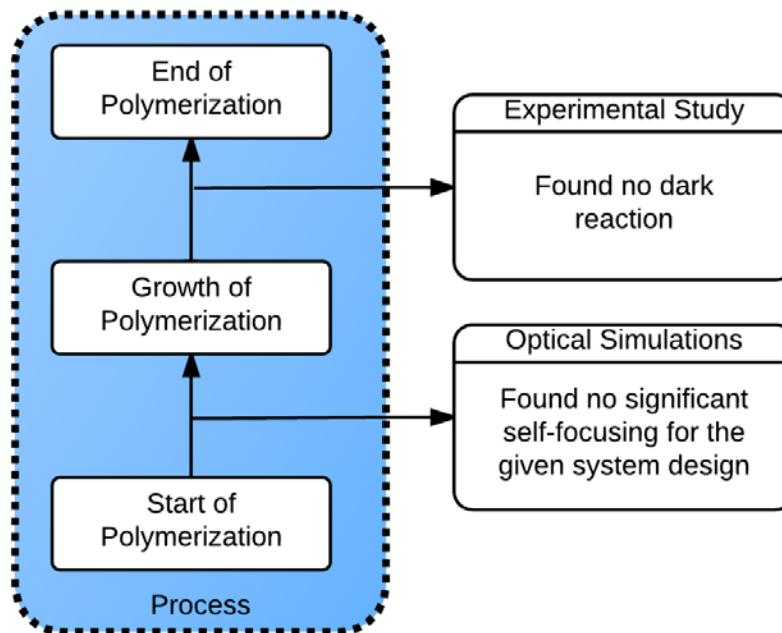 End of
Polymerization
Experimental Study
Found no dark
reaction
Growth of
Polymerization
Optical Simulations
Found no significant
self-focusing for the
given system design
Start of
Polymerization
Process